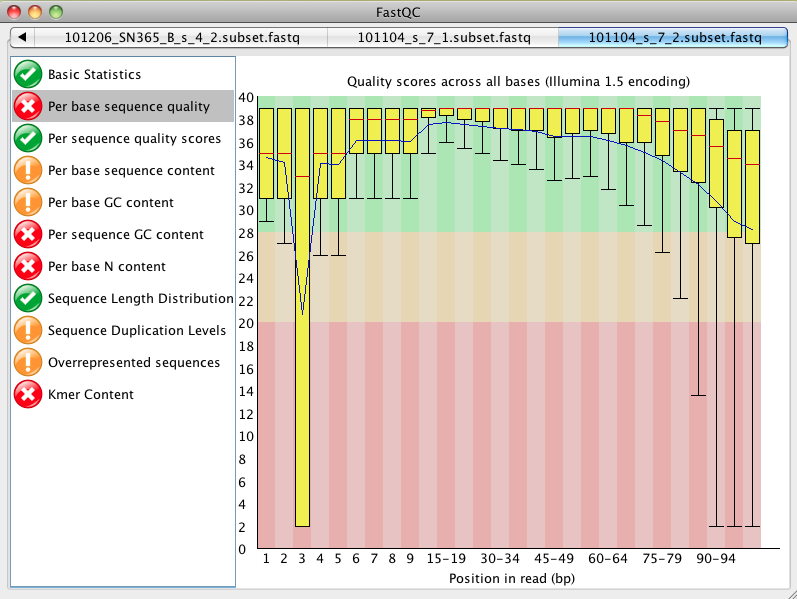 FastQC
101206_SN365_B_s_4_2.subset.fastq
101104_s_7_1.subset.fastq
101104_s_7_2.subset.fastq
Basic Statistics
Per base sequence quality
Per sequence quality scores
Per base sequence content
Per base GC content
Per sequence GC content
Per base N content
Sequence Length Distribution
Sequence Duplication Levels
Overrepresented sequences
Kmer Content
Quality scores across all bases (Illumina 1.5 encoding)
40
38
36
34
32
30
28
26
24
22
20
18
16
14
12
10
8
6
4
2
0
1 2 3 4 5 6 7 8 9 15-19 30-34 45-49 60-64 75-79 90-94
Position in read (bp)